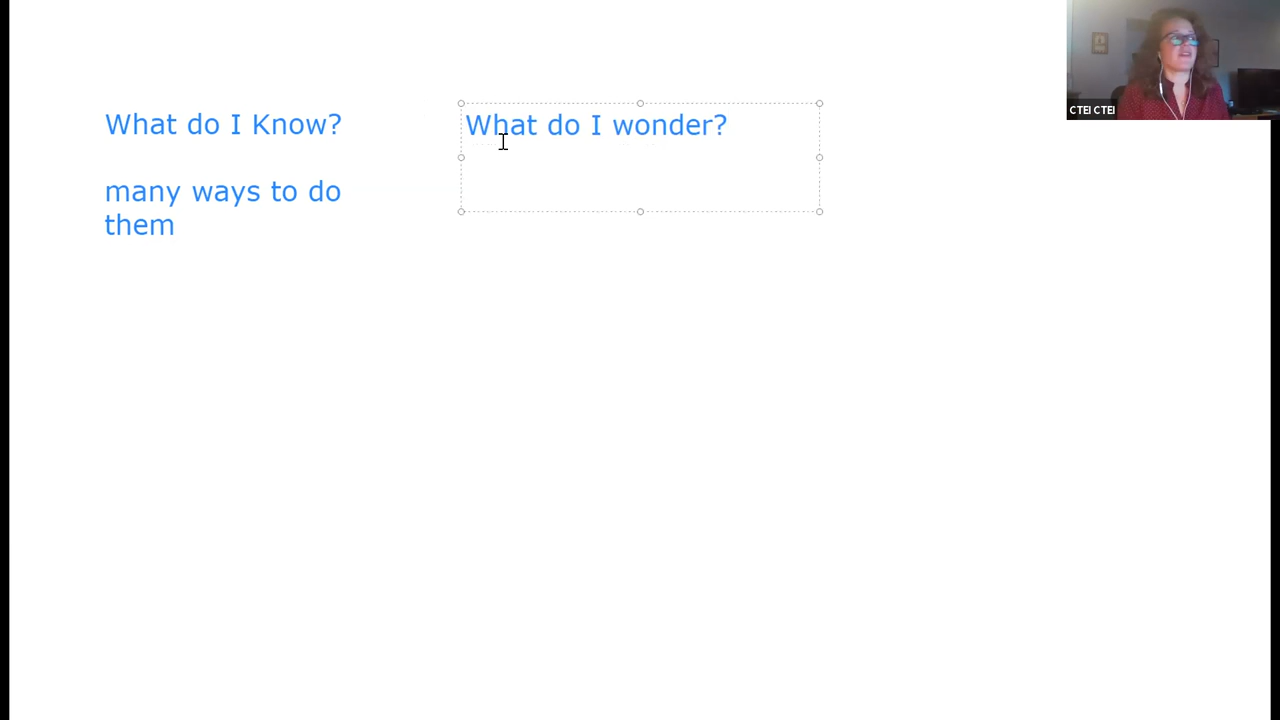 What do I Know?
many ways to do
them
What do I wonder?
CTEI CTEI